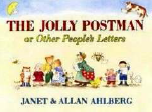 THE JOLLY POSTMAN
or Other People's Letters
JANET & ALLAN AHLBERG